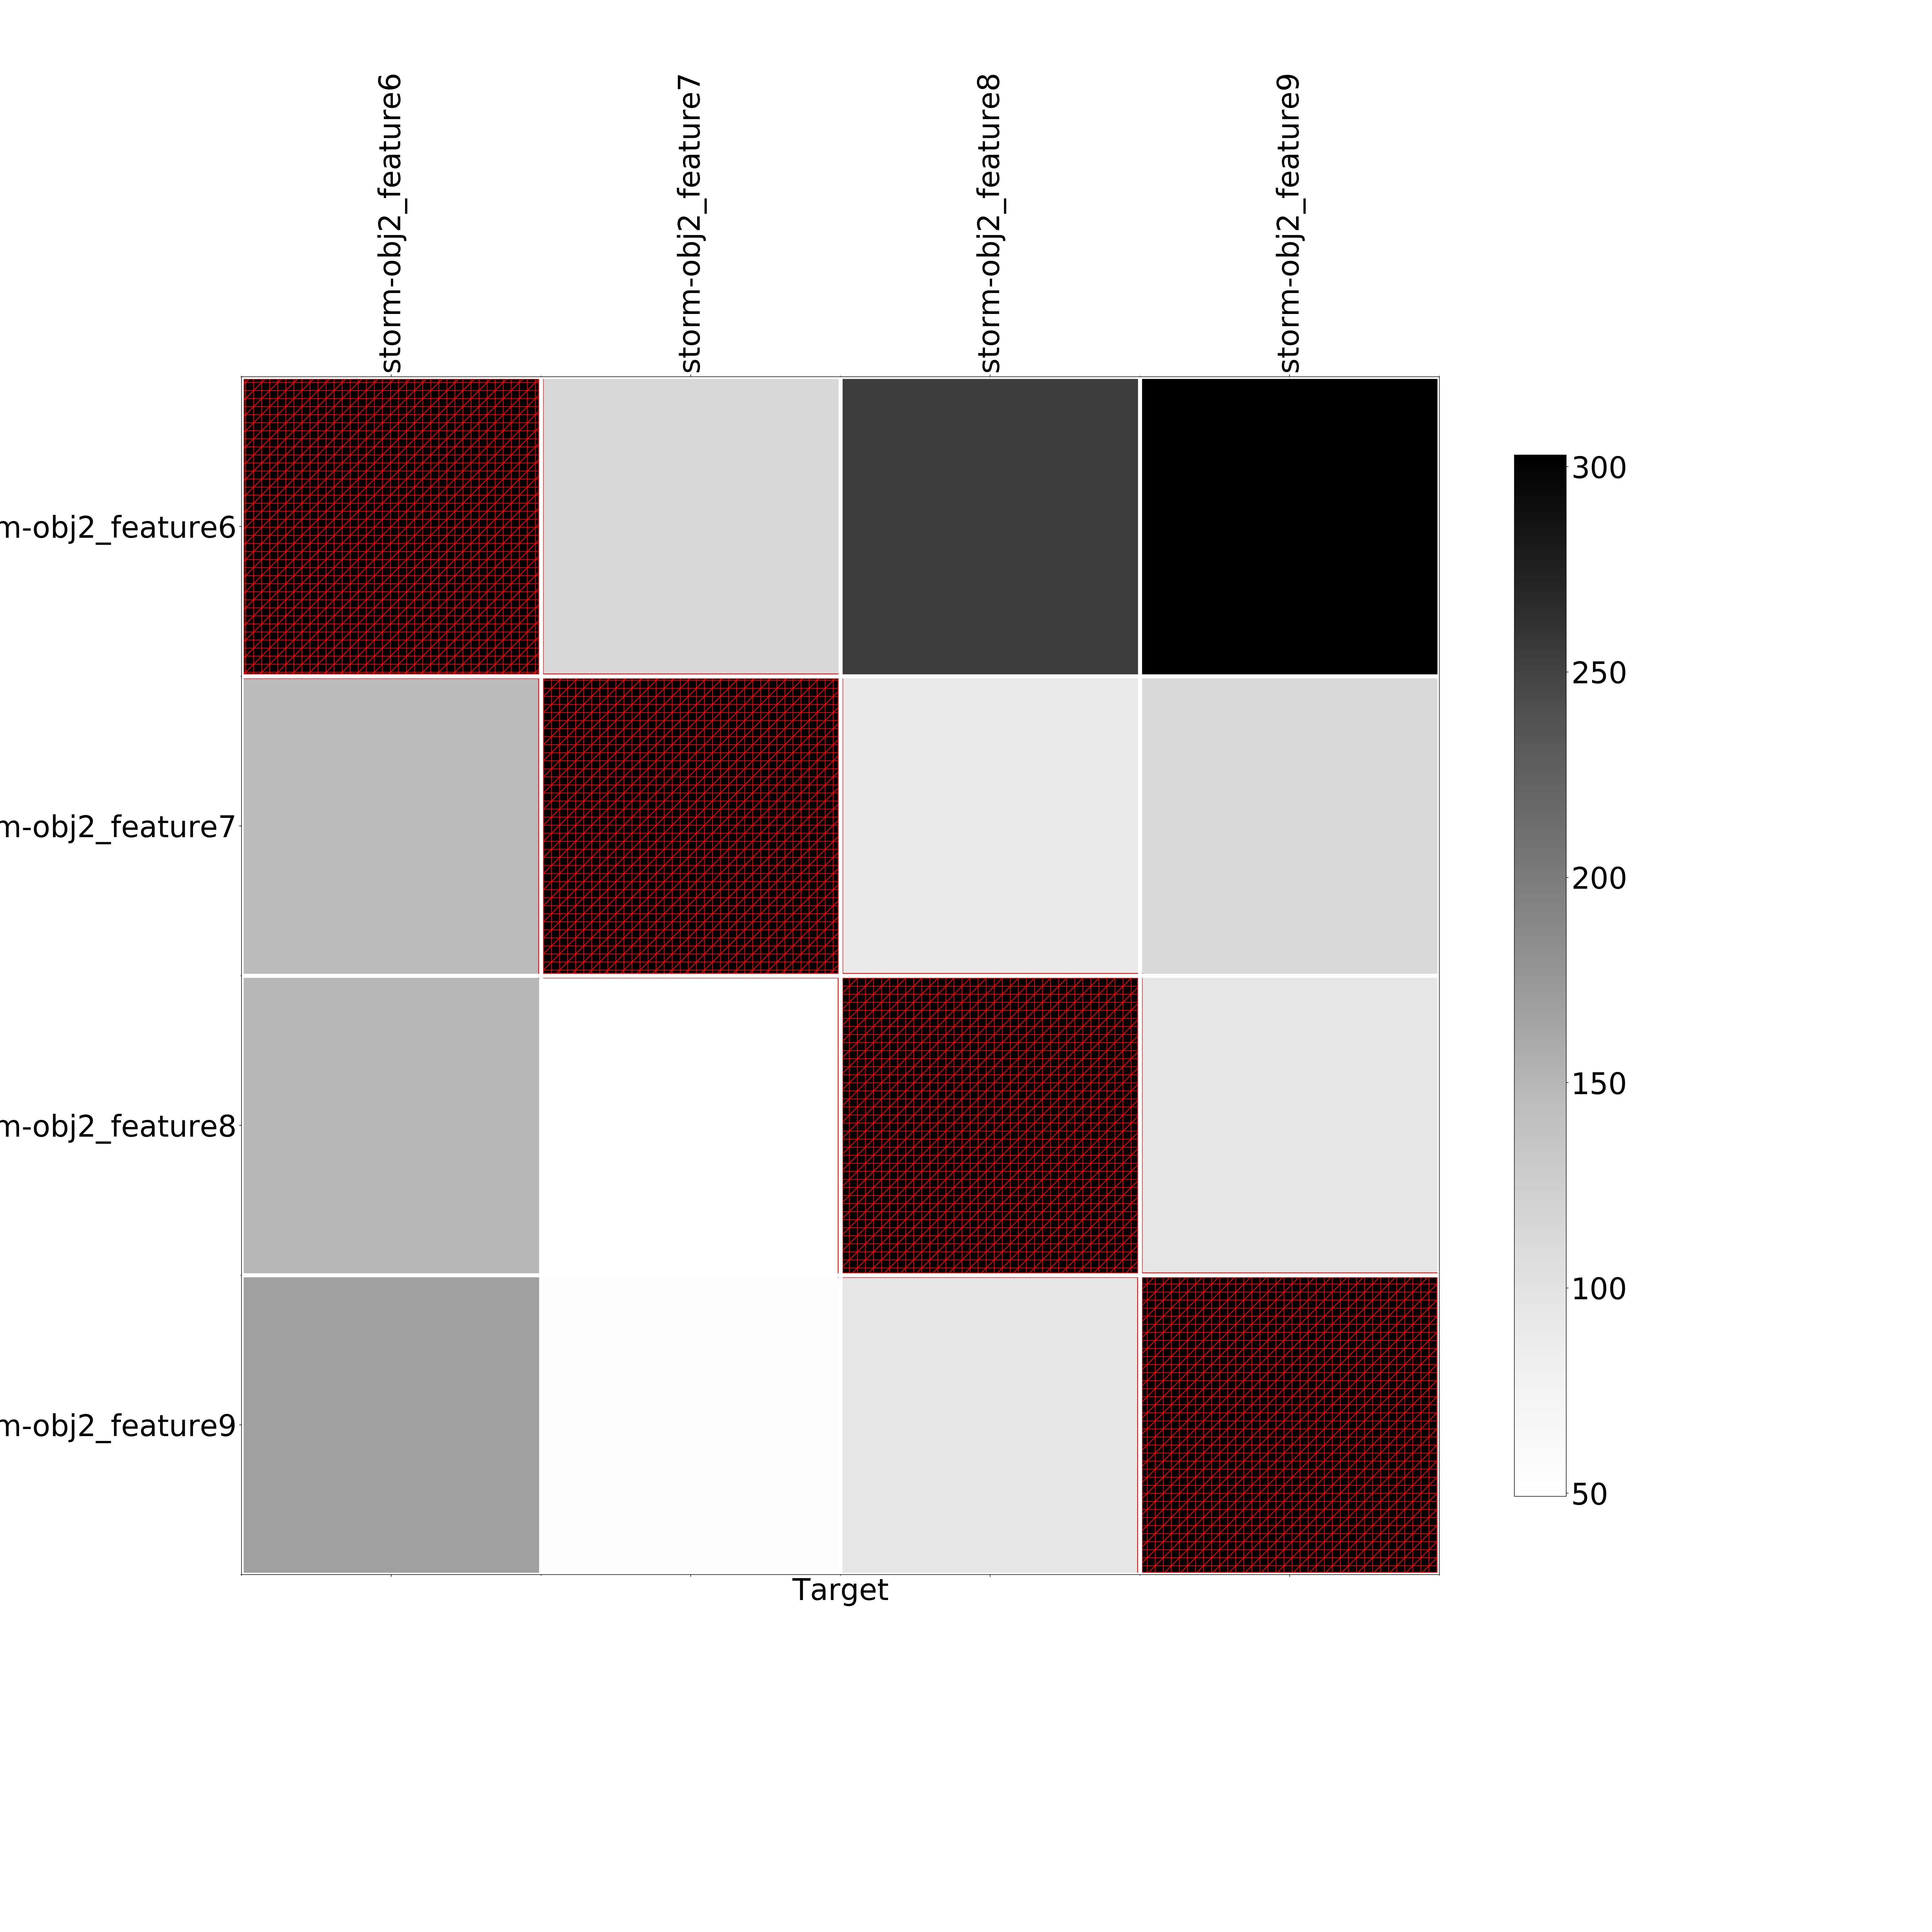 storm-obj2_feature6
storm-obj2_feature7
storm-obj2_feature8
storm-obj2_feature9
m-obj2_feature6
m-obj2_feature7
m-obj2_feature8
m-obj2_feature9
300
250
200
150
100
50
Target